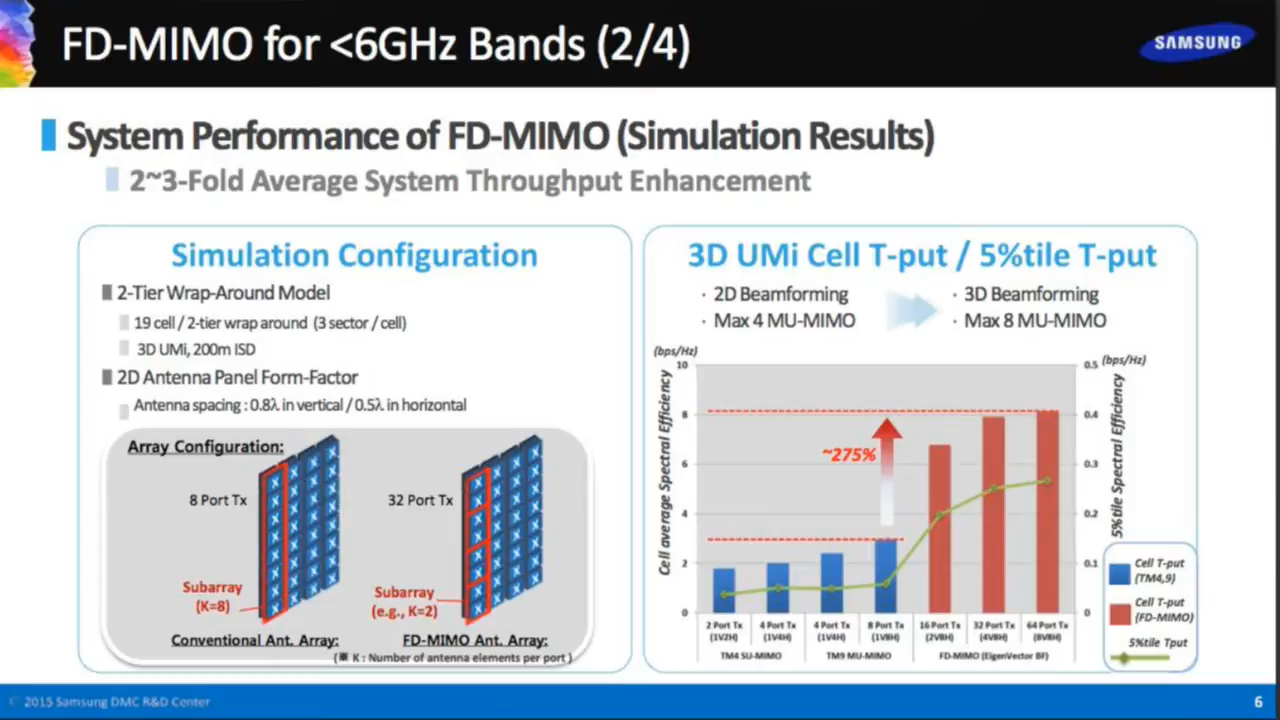 FD-MIMO for <6GHz Bands (2/4)
SAMSUNG
System Performance of FD-MIMO (Simulation Results)
2~3-Fold Average System Throughput Enhancement
Simulation Configuration
2-Tier Wrap-Around Model
19 cell / 2-tier wrap around (3 sector / cell)
3D UMi, 200m ISD
2D Antenna Panel Form-Factor
Antenna spacing : 0.8λ in vertical / 0.5λ in horizontal
Array Configuration:
8 Port Tx
32 Port Tx
Subarray
(K=8)
Subarray
(e.g., K=2)
Conventional Ant. Array:
FD-MIMO Ant. Array:
(※ K : Number of antenna elements per port )
3D UMi Cell T-put / 5%tile T-put
· 2D Beamforming
· Max 4 MU-MIMO
· 3D Beamforming
· Max 8 MU-MIMO
(bps/Hz)
(bps/Hz)
Cell average Spectral Efficiency
10
8
6
4
2
0
~275%
0.5
0.4
0.3
0.2
0.1
0
5%tile Spectral Efficiency
2 Port Tx
(1V2H)
4 Port Tx
(1V4H)
4 Port Tx
(1V4H)
8 Port Tx
(1V8H)
16 Port Tx
(2V8H)
32 Port Tx
(4V8H)
64 Port Tx
(8V8H)
TM4 SU-MIMO
TM9 MU-MIMO
FD-MIMO (EigenVector BF)
Cell T-put
(TM4,9)
Cell T-put
(FD-MIMO)
5%tile Tput
© 2015 Samsung DMC R&D Center
6